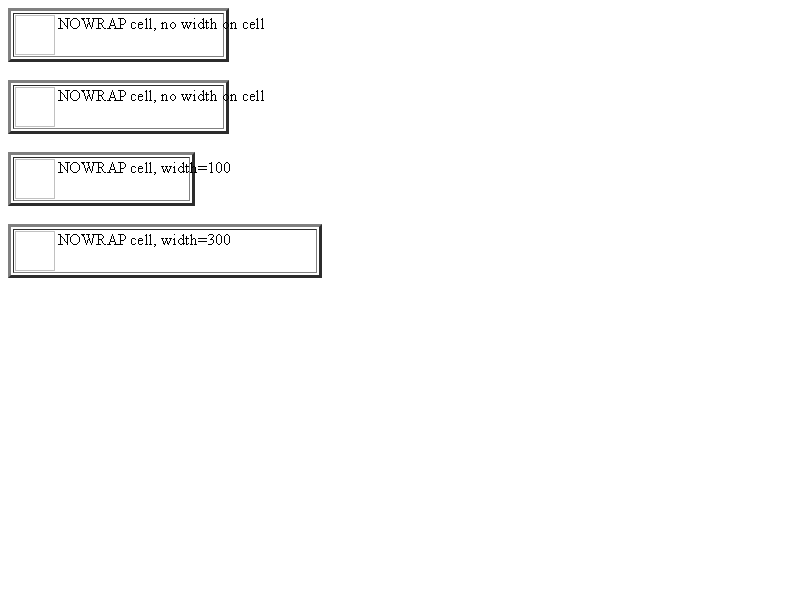 NOWRAP cell, no width on cell
NOWRAP cell, no width on cell
NOWRAP cell, width=100
NOWRAP cell, width=300